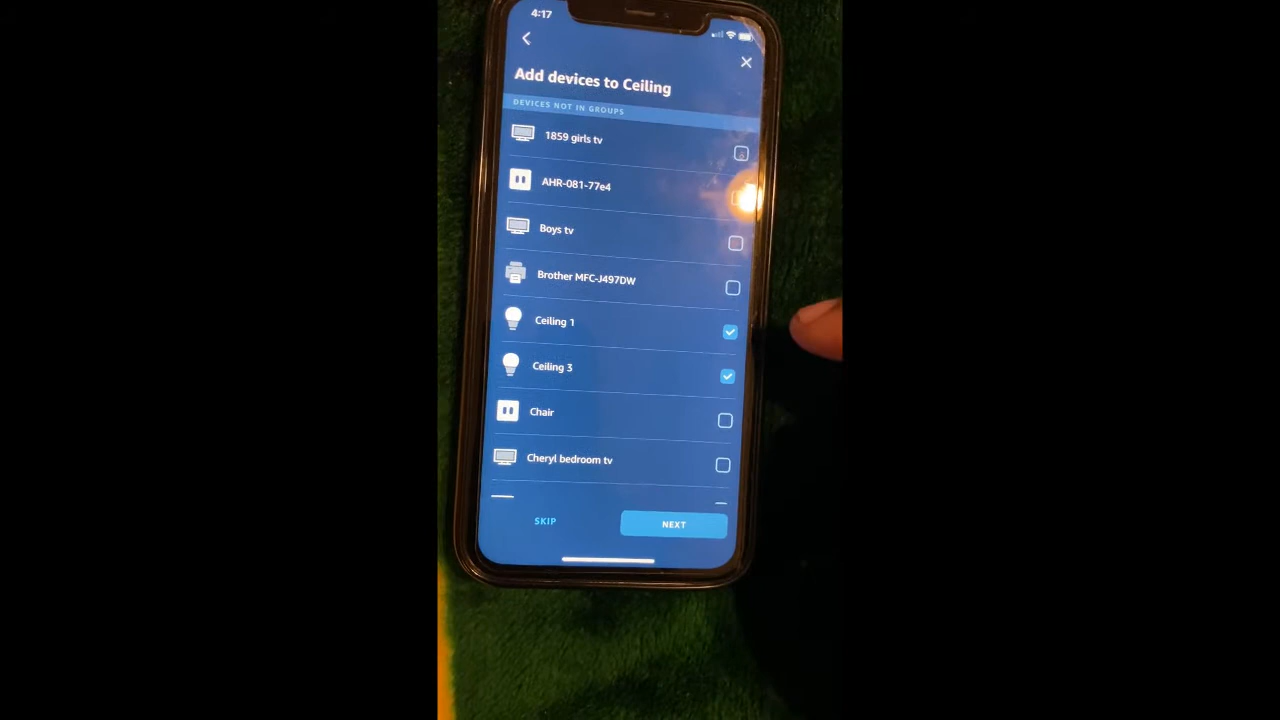 4:17
Add devices to Ceiling
DEVICES NOT IN GROUPS
1859 girls tv
AHR-081-77e4
Boys tv
Brother MFC-J497DW
Ceiling 1
Ceiling 3
Chair
Cheryl bedroom tv
SKIP
NEXT